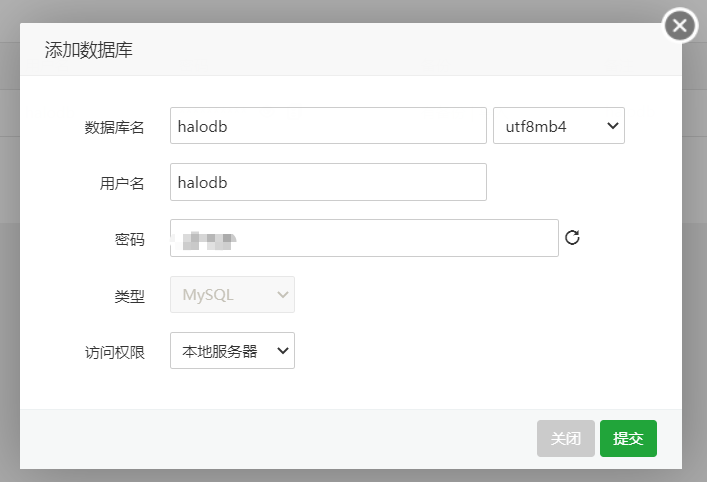 添加数据库
数据库名 halodb utf8mb4
用户名 halodb
密码
类型 MySQL
访问权限 本地服务器
关闭 提交